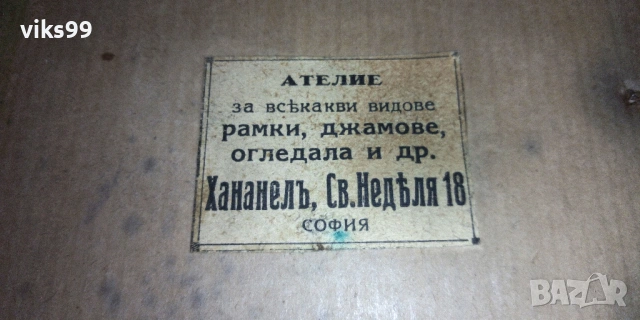 viks99
АТЕЛИЕ
за всѣкакви видове
рамки, джамове,
огледала и др.
Хананелъ, Св. Недѣля 18
СОФИЯ
BAZAR